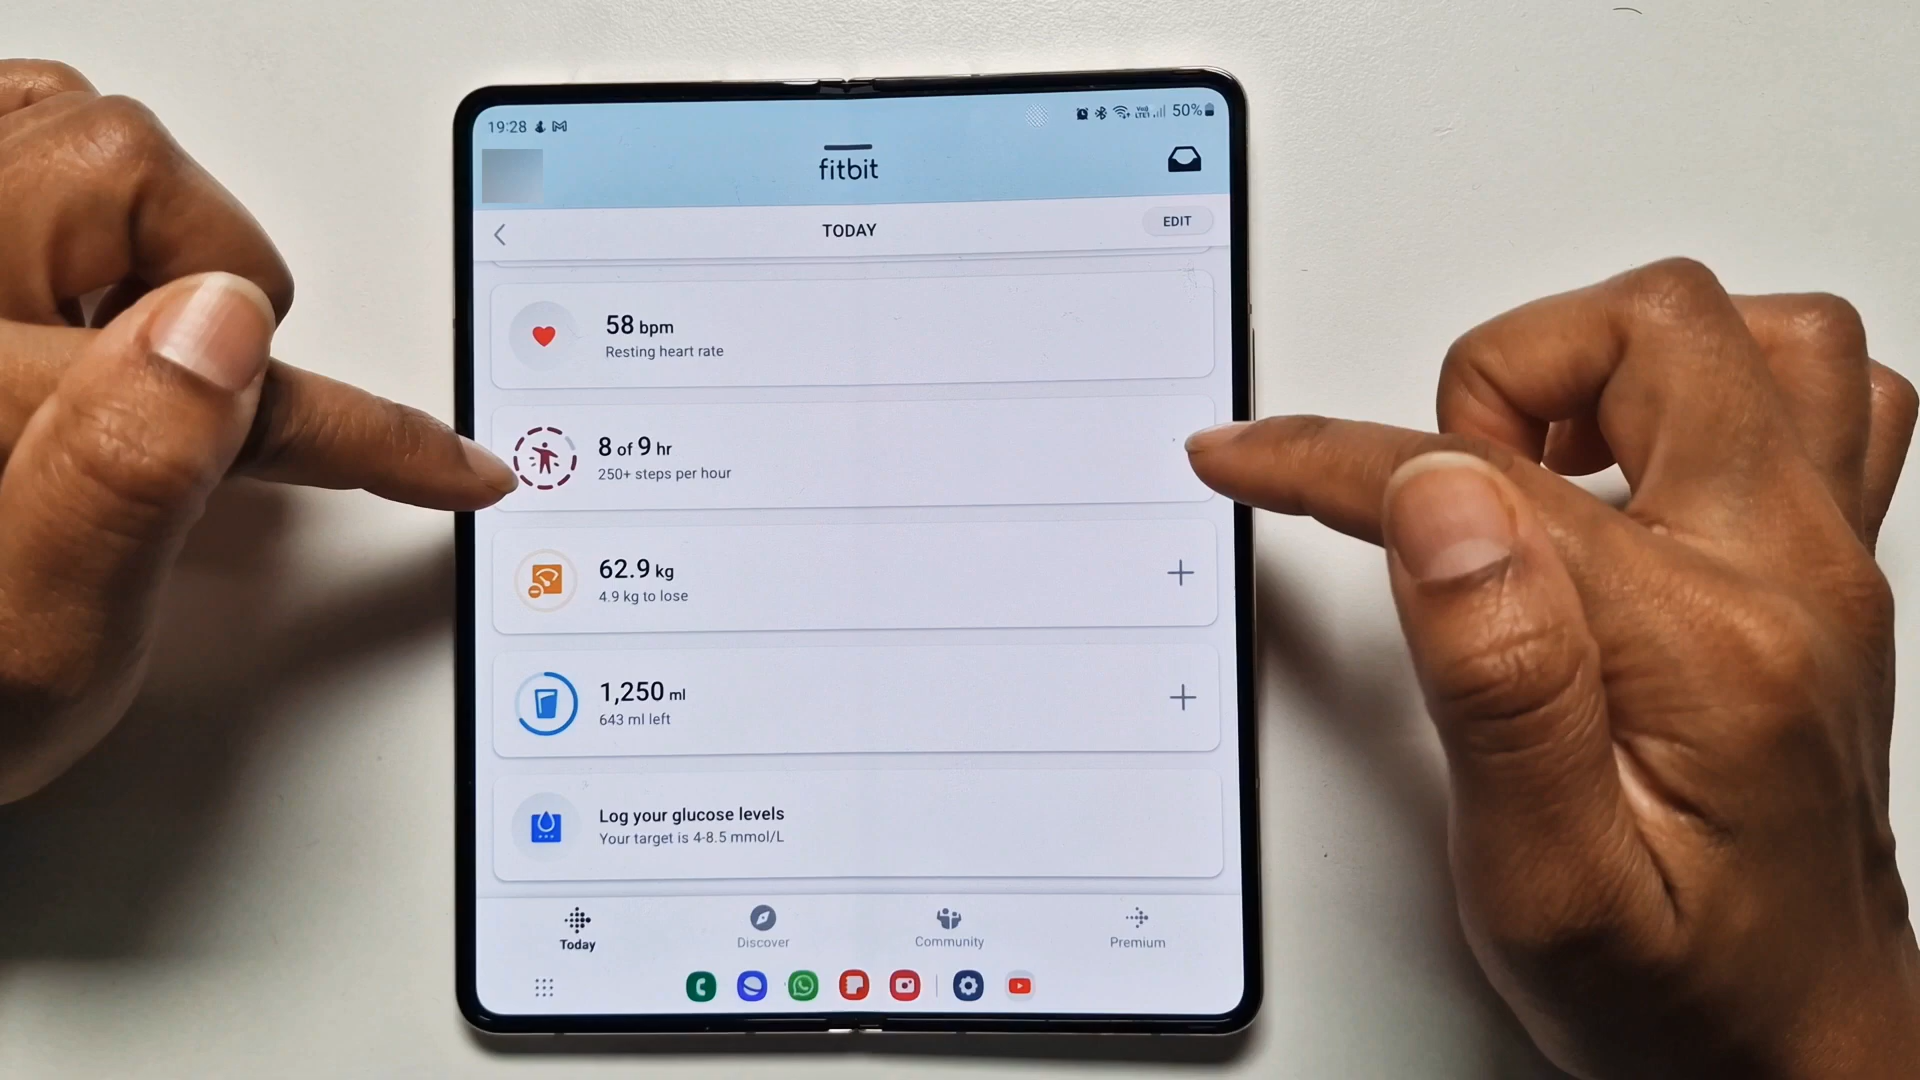 19:28
50%
fitbit
TODAY
EDIT
58 bpm
Resting heart rate
8 of 9 hr
250+ steps per hour
62.9 kg
4.9 kg to lose
1,250 ml
643 ml left
Log your glucose levels
Your target is 4-8.5 mmol/L
Today
Discover
Community
Premium